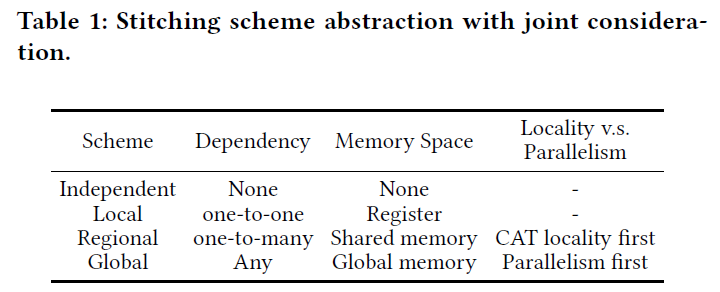 Table 1: Stitching scheme abstraction with joint considera-
tion.
Scheme Dependency Memory Space Locality v.s. Parallelism
Independent None None -
Local one-to-one Register -
Regional one-to-many Shared memory CAT locality first
Global Any Global memory Parallelism first